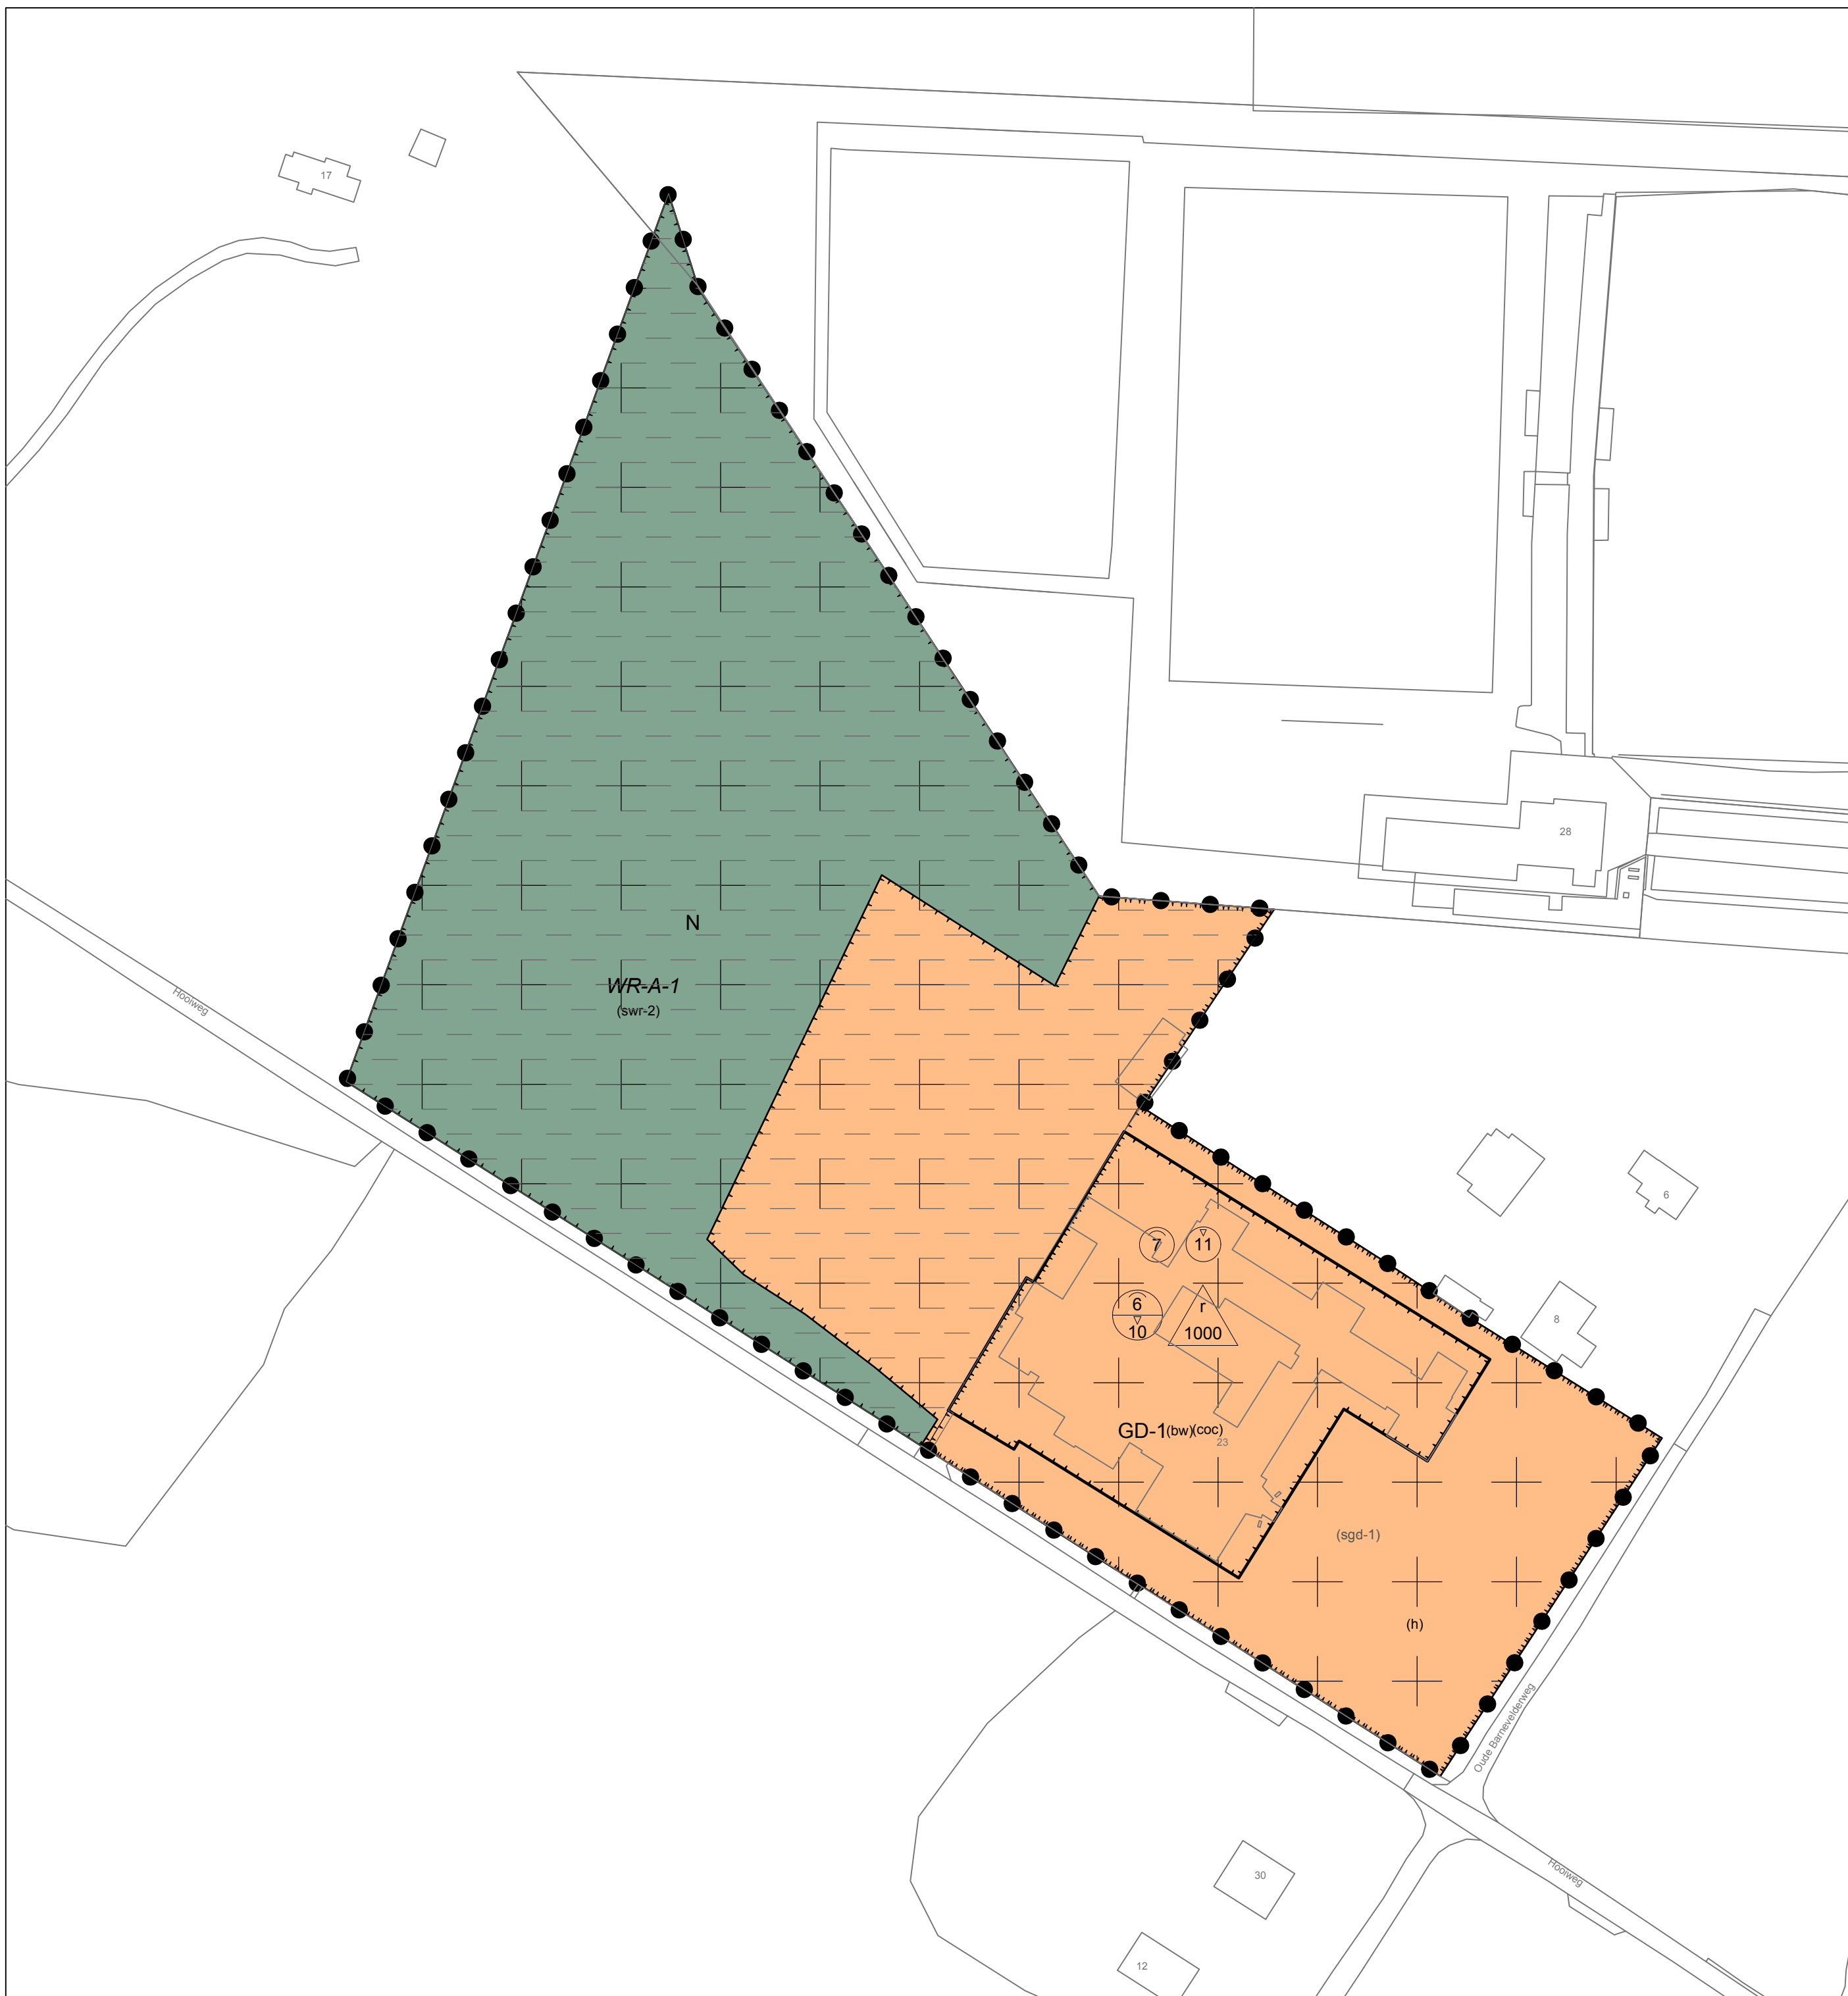 17
28
N
Hooiweg
WR-A-1
(swr-2)
6
7
11
6
10
r
1000
8
GD-1(bw)(coc)
23
(sgd-1)
(h)
Oude Barnevelderweg
Hooiweg
30
12